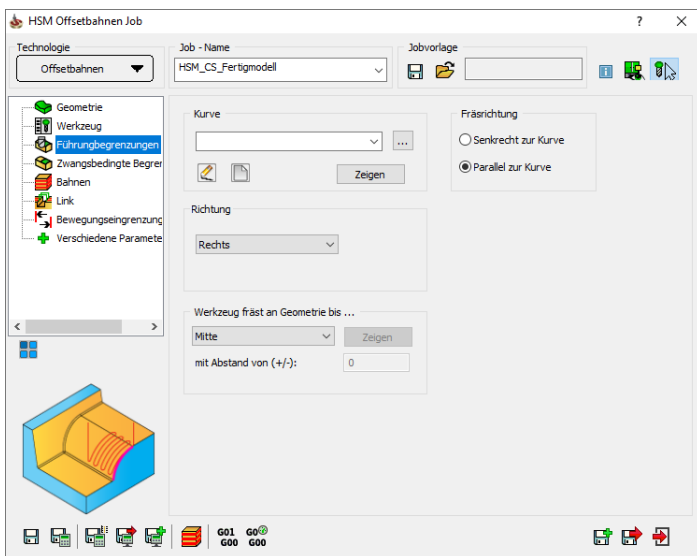 HSM Offsetbahnen Job
?
Technologie
Offsetbahnen
Job - Name
HSM_CS_Fertigmodell
Jobvorlage
Geometrie
Werkzeug
Führungbegrenzungen
Zwangsbedingte Begrer
Bahnen
Link
Bewegungseingrenzung
Verschiedene Paramete
Kurve
...
Zeigen
Richtung
Rechts
Werkzeug fräst an Geometrie bis ...
Mitte
Zeigen
mit Abstand von (+/-):
0
Fräsrichtung
Senkrecht zur Kurve
Parallel zur Kurve
G01 G00
G00 G00